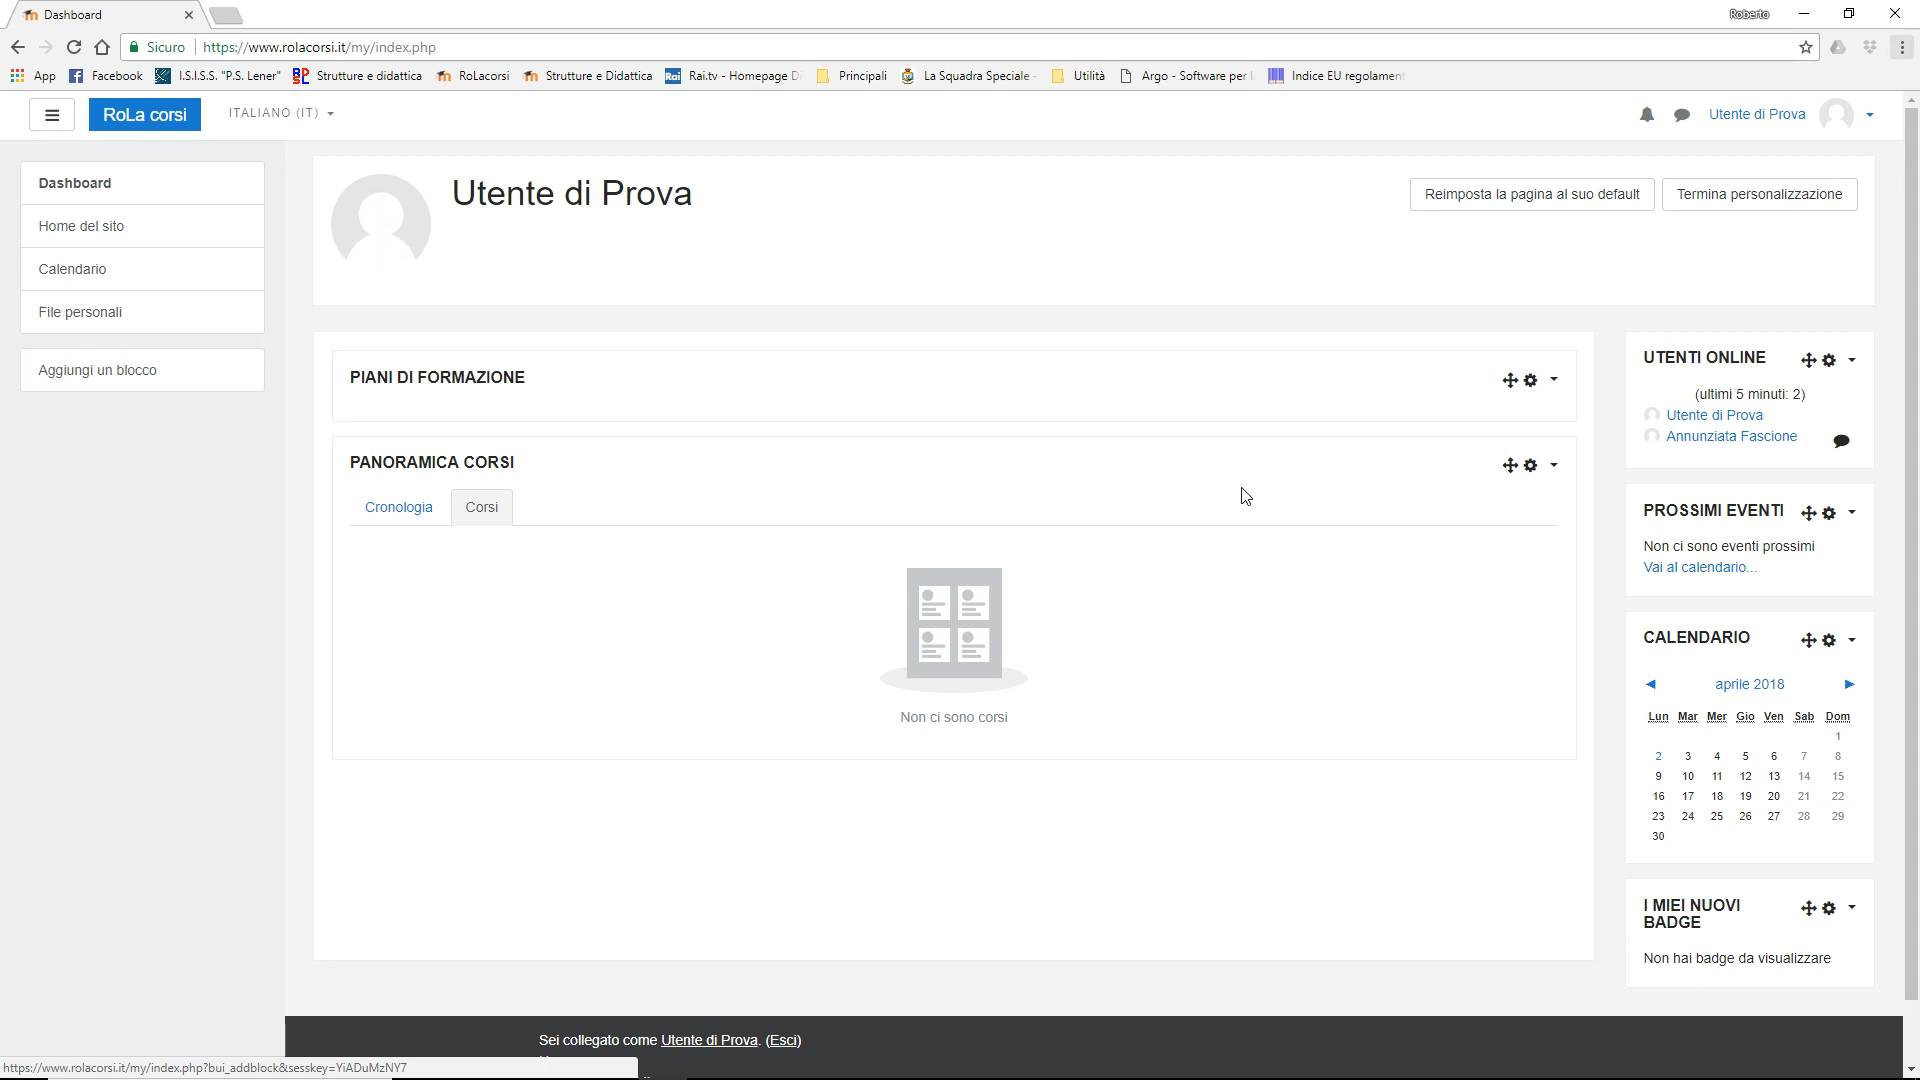 Dashboard
Roberto
Sicuro
https://www.rolacorsi.it/my/index.php
App
Facebook
I.S.I.S.S. "P.S. Lener"
Strutture e didattica
RoLacorsi
Strutture e Didattica
Rai
Rai.tv - Homepage
Principali
La Squadra Speciale
Utilità
Argo - Software per
Indice EU regolamen
RoLa corsi
ITALIANO (IT)
Utente di Prova
Dashboard
Home del sito
Calendario
File personali
Aggiungi un blocco
Utente di Prova
Reimposta la pagina al suo default
Termina personalizzazione
PIANI DI FORMAZIONE
PANORAMICA CORSI
Cronologia
Corsi
Non ci sono corsi
UTENTI ONLINE
(ultimi 5 minuti: 2)
Utente di Prova
Annunziata Fascione
PROSSIMI EVENTI
Non ci sono eventi prossimi
Vai al calendario...
CALENDARIO
aprile 2018
Lun Mar Mer Gio Ven Sab Dom
1
2 3 4 5 6 7 8
9 10 11 12 13 14 15
16 17 18 19 20 21 22
23 24 25 26 27 28 29
30
I MIEI NUOVI
BADGE
Non hai badge da visualizzare
Sei collegato come Utente di Prova. (Esci)
https://www.rolacorsi.it/my/index.php?bui_addblock&sesskey=YiADuMzNY7